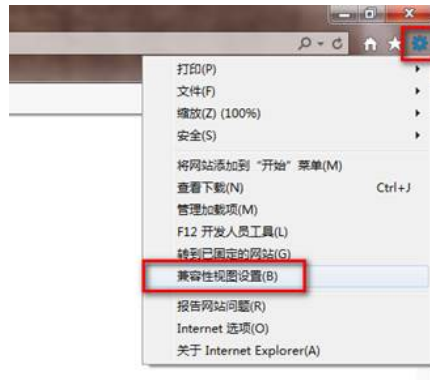 打印(P)
文件(F)
缩放(Z) (100%)
安全(S)
将网站添加到“开始”菜单(M)
查看下载(N) Ctrl+J
管理加载项(M)
F12 开发人员工具(L)
转到已固定的网站(G)
兼容性视图设置(B)
报告网站问题(R)
Internet 选项(O)
关于 Internet Explorer(A)